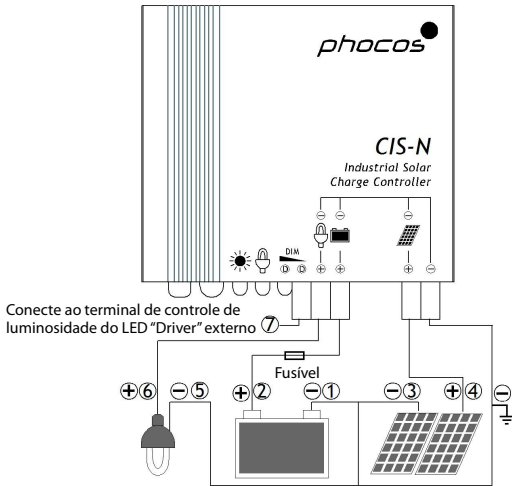 phocos
CIS-N
Industrial Solar
Charge Controller
DIM
D D
Conecte ao terminal de controle de
luminosidade do LED “Driver” externo 7
Fusível
+ 6 − 5 + 2 − 1 − 3 + 4 −